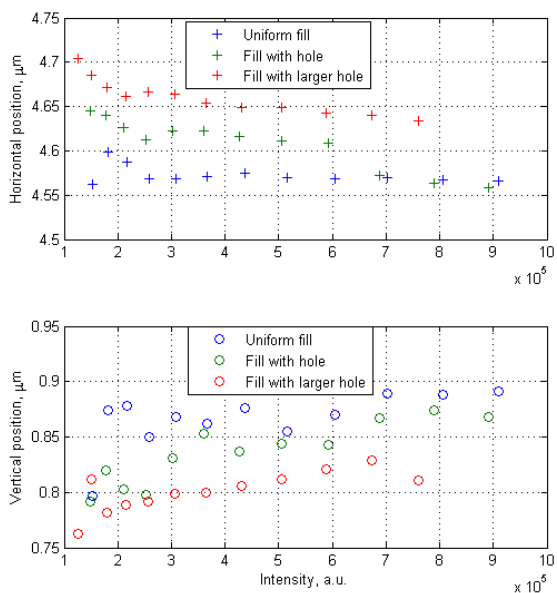 4.75
Uniform fill
Fill with hole
Fill with larger hole
4.7
4.65
4.6
4.55
4.5
Horizontal position, μm
1 2 3 4 5 6 7 8 9 10
x 10^5
0.95
Uniform fill
Fill with hole
Fill with larger hole
0.9
0.85
0.8
0.75
Vertical position, μm
1 2 3 4 5 6 7 8 9 10
Intensity, a.u.
x 10^5